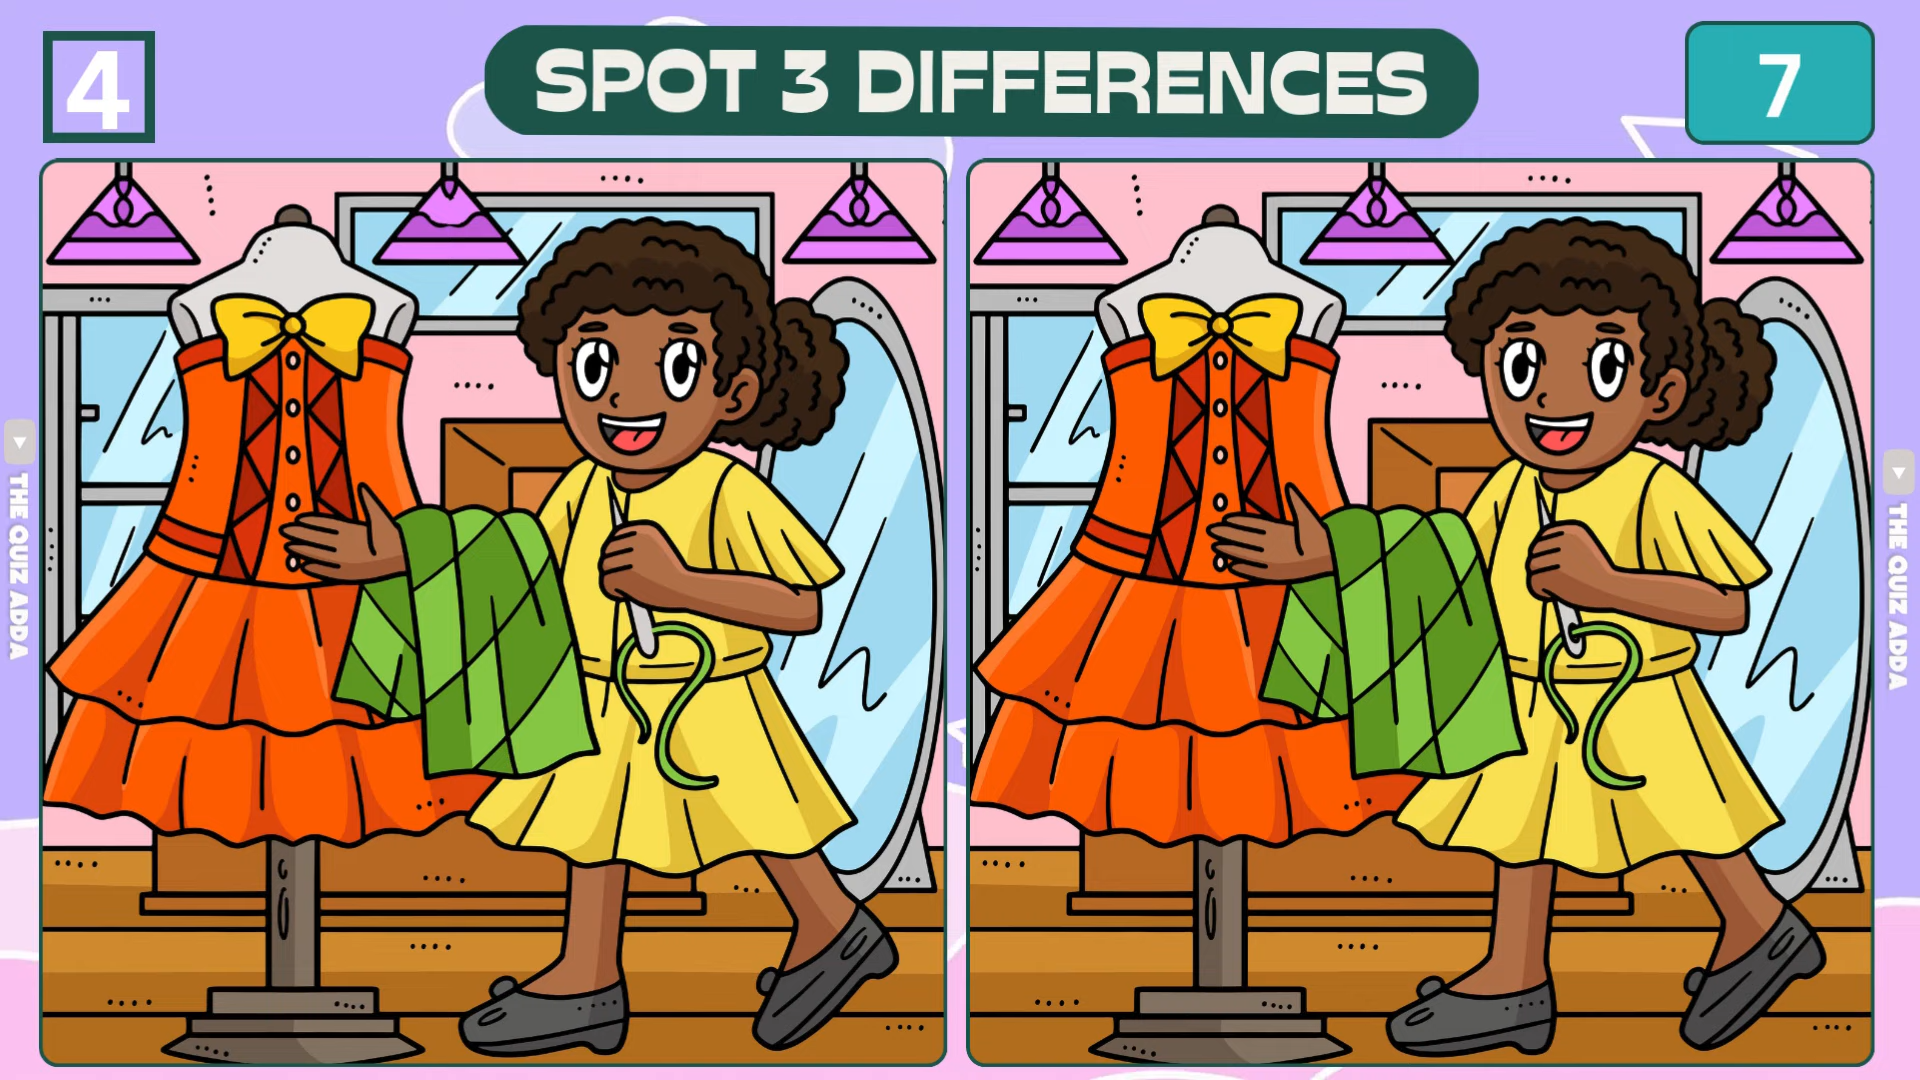 4
SPOT 3 DIFFERENCES
7
THE QUIZ ADDA
THE QUIZ ADDA